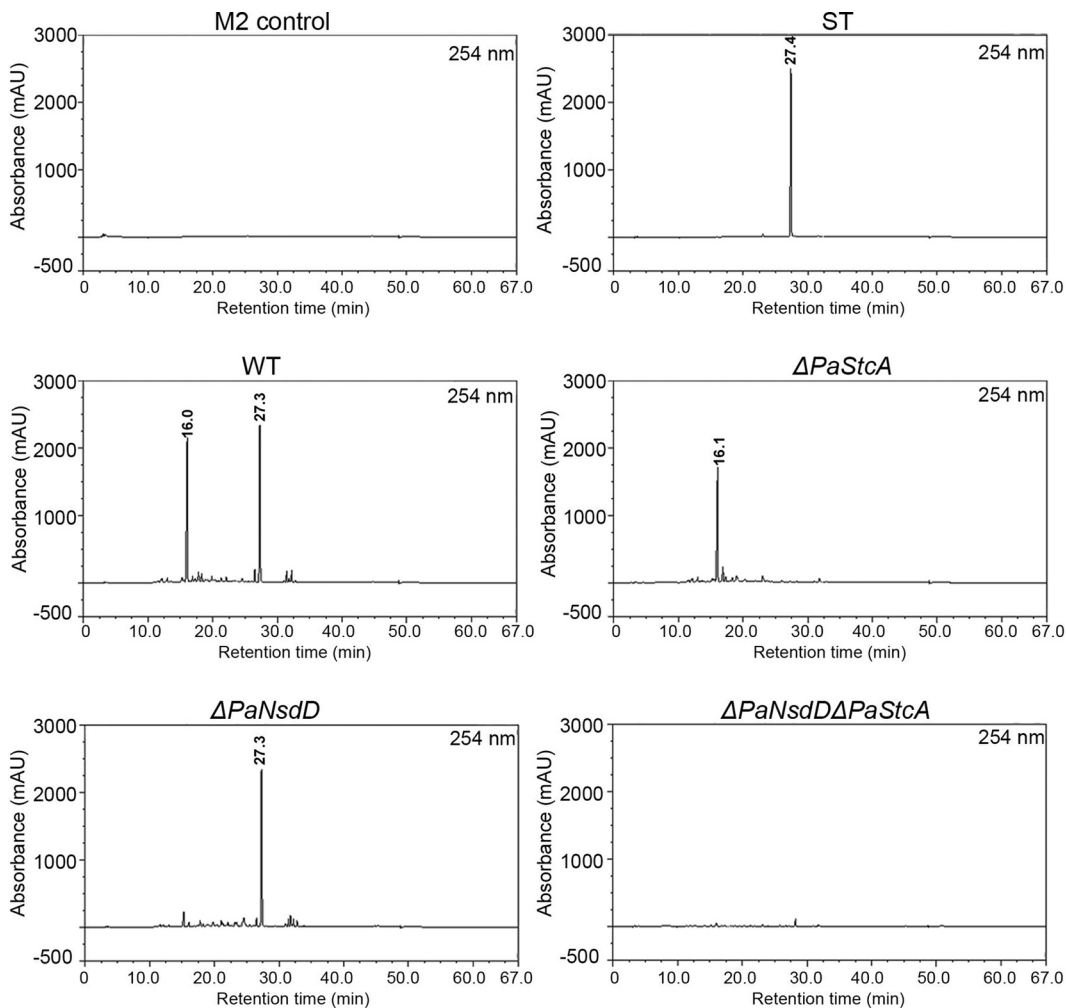 M2 control
3000
2000
1000
-500
Absorbance (mAU)
254 nm
0 10.0 20.0 30.0 40.0 50.0 60.0 67.0
Retention time (min)
ST
3000
2000
1000
-500
Absorbance (mAU)
27.4
254 nm
0 10.0 20.0 30.0 40.0 50.0 60.0 67.0
Retention time (min)
WT
3000
2000
1000
-500
Absorbance (mAU)
16.0
27.3
254 nm
0 10.0 20.0 30.0 40.0 50.0 60.0 67.0
Retention time (min)
ΔPaStcA
3000
2000
1000
-500
Absorbance (mAU)
16.1
254 nm
0 10.0 20.0 30.0 40.0 50.0 60.0 67.0
Retention time (min)
ΔPaNsdD
3000
2000
1000
-500
Absorbance (mAU)
27.3
254 nm
0 10.0 20.0 30.0 40.0 50.0 60.0 67.0
Retention time (min)
ΔPaNsdDΔPaStcA
3000
2000
1000
-500
Absorbance (mAU)
254 nm
0 10.0 20.0 30.0 40.0 50.0 60.0 67.0
Retention time (min)